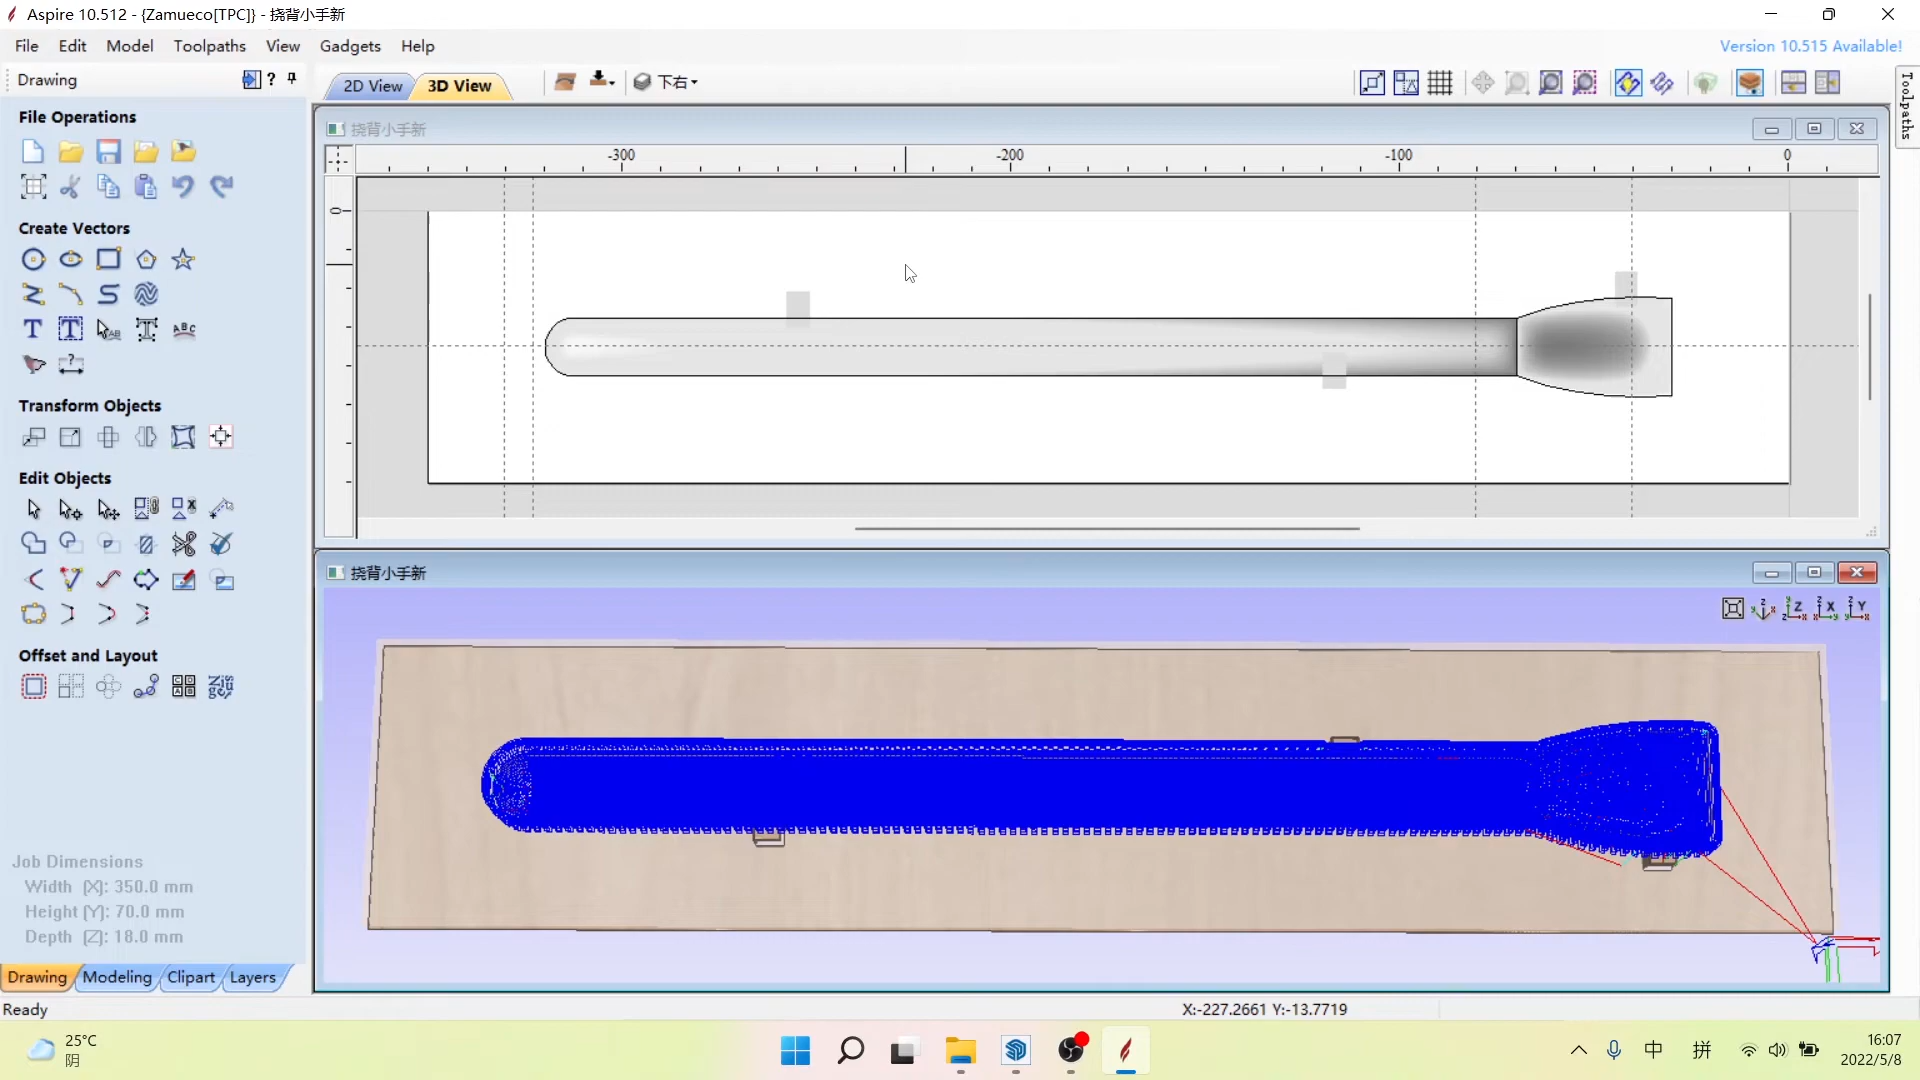 Aspire 10.512 - {Zamueco[TPC]} - 挠背小手新
File Edit Model Toolpaths View Gadgets Help
Version 10.515 Available!
Drawing
2D View 3D View 下右
Toolpaths
File Operations
Create Vectors
Transform Objects
Edit Objects
Offset and Layout
Job Dimensions
Width [X]: 350.0 mm
Height [Y]: 70.0 mm
Depth [Z]: 18.0 mm
Drawing Modeling Clipart Layers
挠背小手新
-300 -200 -100 0
0
挠背小手新
Ready
X:-227.2661 Y:-13.7719
25°C
阴
中 拼
16:07
2022/5/8